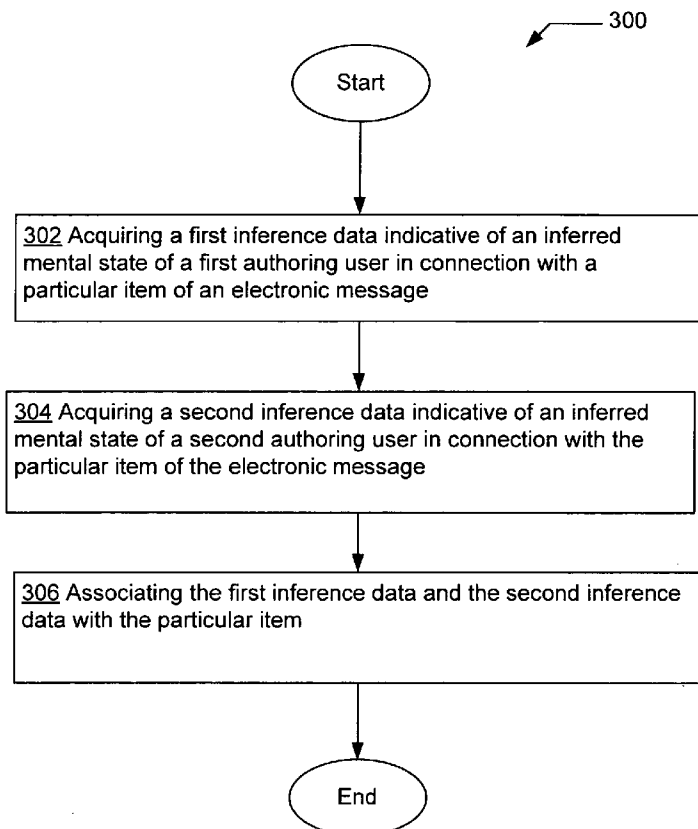 300
Start
302 Acquiring a first inference data indicative of an inferred
mental state of a first authoring user in connection with a
particular item of an electronic message
304 Acquiring a second inference data indicative of an inferred
mental state of a second authoring user in connection with the
particular item of the electronic message
306 Associating the first inference data and the second inference
data with the particular item
End